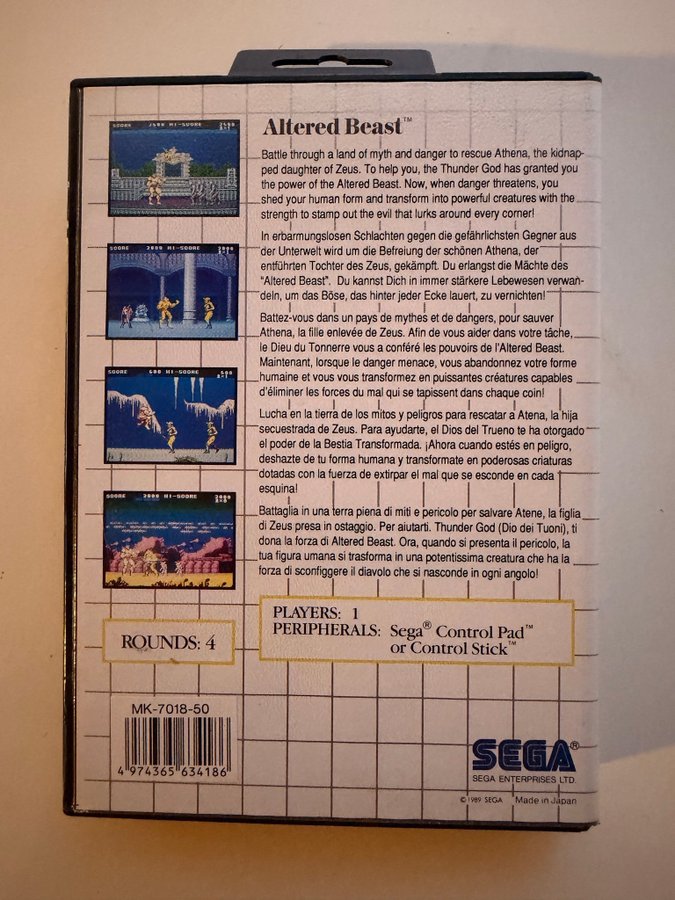 Altered Beast™
Battle through a land of myth and danger to rescue Athena, the kidnap-
ped daughter of Zeus. To help you, the Thunder God has granted you
the power of the Altered Beast. Now, when danger threatens, you
shed your human form and transform into powerful creatures with the
strength to stamp out the evil that lurks around every corner!
In erbarmungslosen Schlachten gegen die gefährlichsten Gegner aus
der Unterwelt wird um die Befreiung der schönen Athena, der
entführten Tochter des Zeus, gekämpft. Du erlangst die Mächte des
"Altered Beast". Du kannst Dich in immer stärkere Lebewesen verwan-
deln, um das Böse, das hinter jeder Ecke lauert, zu vernichten!
Battez-vous dans un pays de mythes et de dangers, pour sauver
Athena, la fille enlevée de Zeus. Afin de vous aider dans votre tâche,
le Dieu du Tonnerre vous a conféré les pouvoirs de l'Altered Beast.
Maintenant, lorsque le danger menace, vous abandonnez votre forme
humaine et vous vous transformez en puissantes créatures capables
d'éliminer les forces du mal qui se tapissent dans chaque coin!
Lucha en la tierra de los mitos y peligros para rescatar a Atena, la hija
secuestrada de Zeus. Para ayudarte, el Dios del Trueno te ha otorgado
el poder de la Bestia Transformada. ¡Ahora cuando estés en peligro,
deshazte de tu forma humana y transformate en poderosas criaturas
dotadas con la fuerza de extirpar el mal que se esconde en cada
esquina!
Battaglia in una terra piena di miti e pericolo per salvare Atene, la figlia
di Zeus presa in ostaggio. Per aiutarti. Thunder God (Dio dei Tuoni), ti
dona la forza di Altered Beast. Ora, quando si presenta il pericolo, la
tua figura umana si trasforma in una potentissima creatura che ha la
forza di sconfiggere il diavolo che si nasconde in ogni angolo!
SCORE 1500 HI-SCORE
SCORE 2000 HI-SCORE 2000
SCORE 600 HI-SCORE 600
SCORE 2000 HI-SCORE 2000
ROUNDS: 4
PLAYERS: 1
PERIPHERALS: Sega® Control Pad™
or Control Stick™
MK-7018-50
4 974365 634186
SEGA®
SEGA ENTERPRISES LTD.
© 1989 SEGA Made in Japan